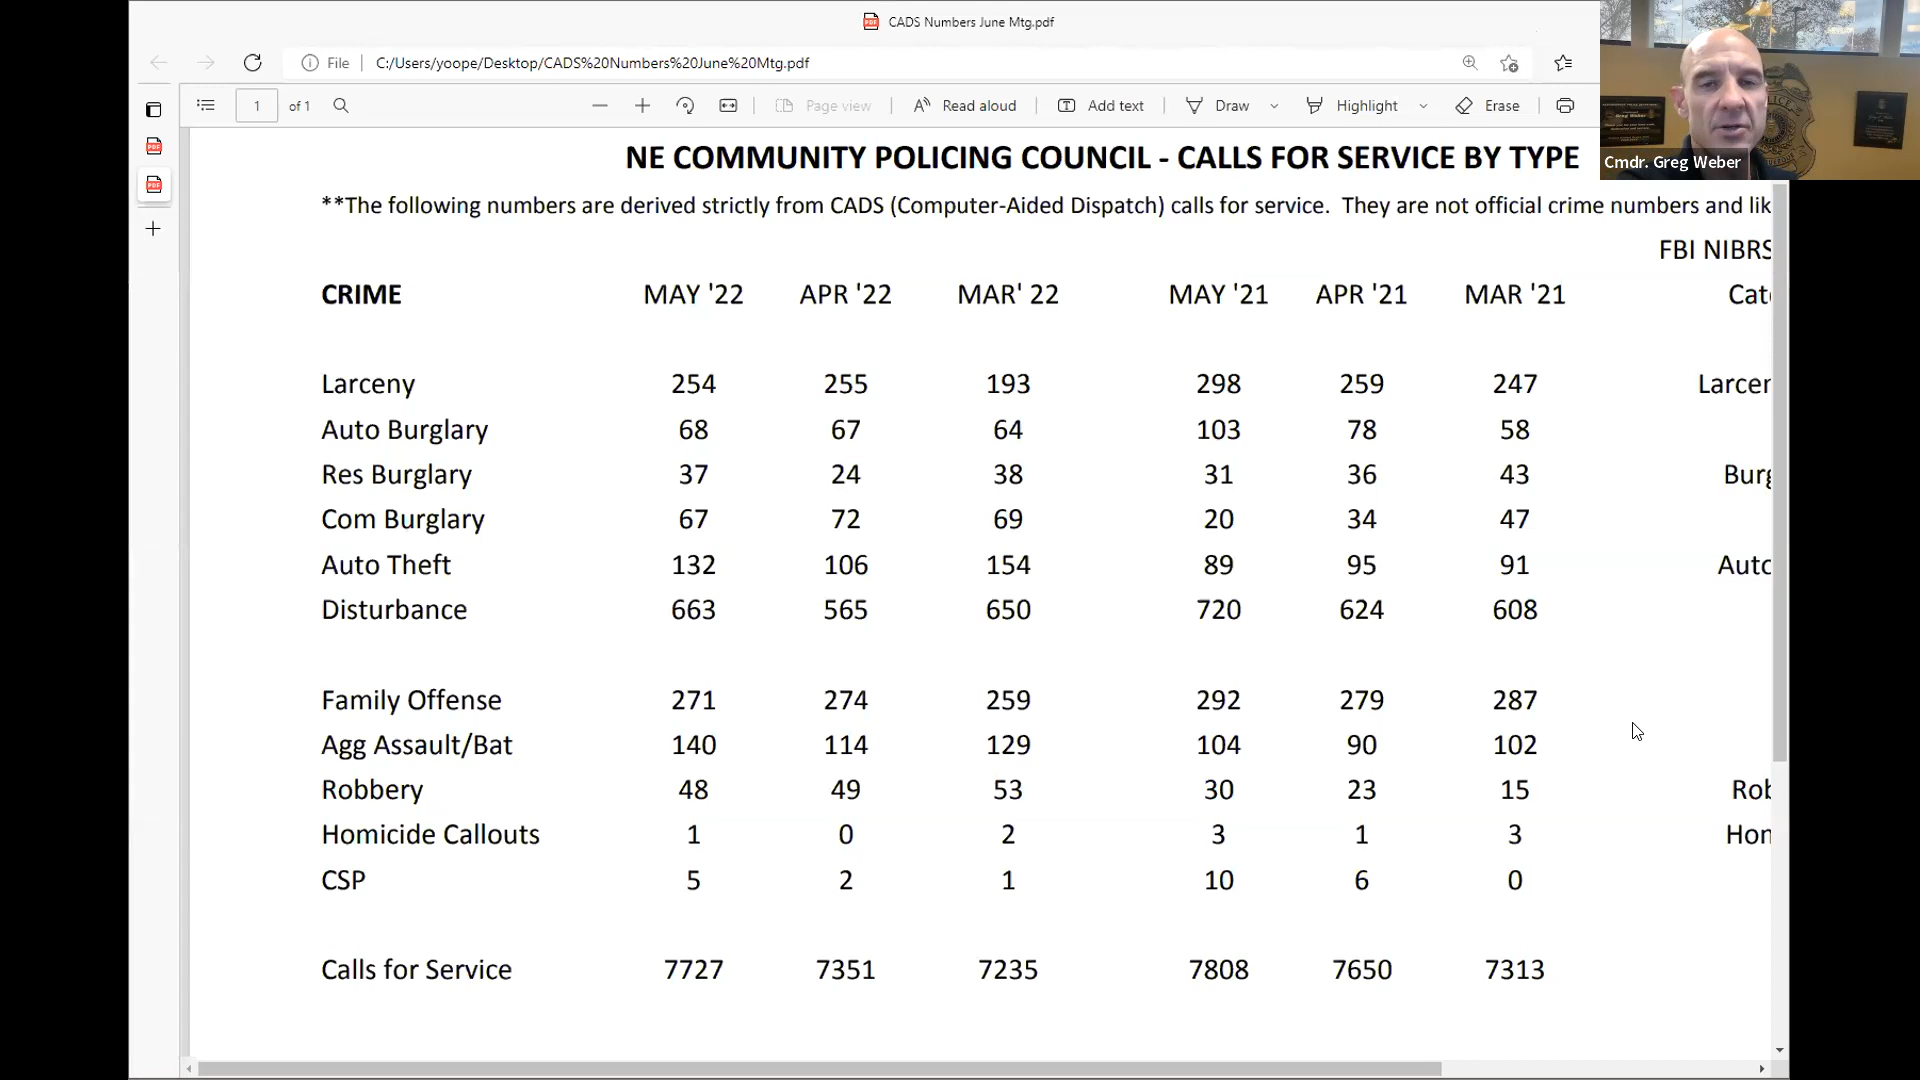 CADS Numbers June Mtg.pdf
File C:/Users/yoope/Desktop/CADS%20Numbers%20June%20Mtg.pdf
1 of 1 Page view Read aloud Add text Draw Highlight Erase
Greg Weber
POLICE
Cmdr. Greg Weber
NE COMMUNITY POLICING COUNCIL - CALLS FOR SERVICE BY TYPE
**The following numbers are derived strictly from CADS (Computer-Aided Dispatch) calls for service. They are not official crime numbers and lik
FBI NIBRS
CRIME MAY '22 APR '22 MAR' 22 MAY '21 APR '21 MAR '21 Cat
Larceny 254 255 193 298 259 247 Larcen
Auto Burglary 68 67 64 103 78 58
Res Burglary 37 24 38 31 36 43 Burg
Com Burglary 67 72 69 20 34 47
Auto Theft 132 106 154 89 95 91 Auto
Disturbance 663 565 650 720 624 608
Family Offense 271 274 259 292 279 287
Agg Assault/Bat 140 114 129 104 90 102
Robbery 48 49 53 30 23 15 Rob
Homicide Callouts 1 0 2 3 1 3 Hom
CSP 5 2 1 10 6 0
Calls for Service 7727 7351 7235 7808 7650 7313